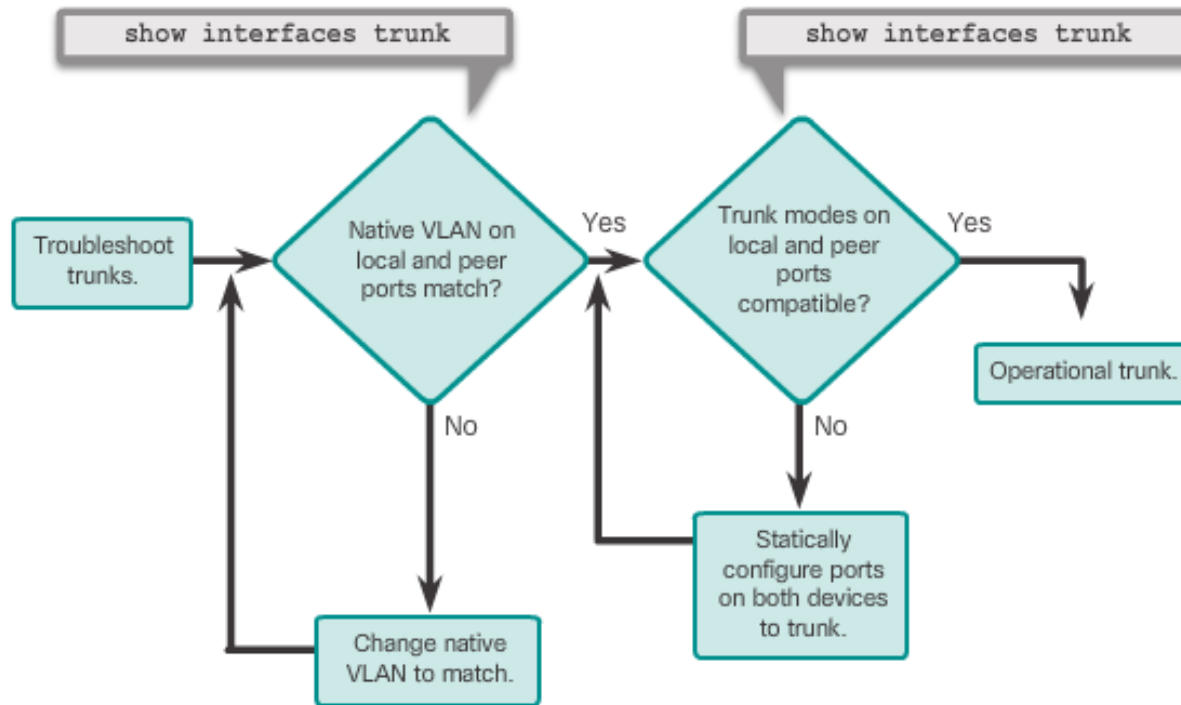 show interfaces trunk
show interfaces trunk
Troubleshoot
trunks.
Native VLAN on
local and peer
ports match?
Yes
Trunk modes on
local and peer
ports
compatible?
Yes
Operational trunk.
No
No
Statically
configure ports
on both devices
to trunk.
Change native
VLAN to match.